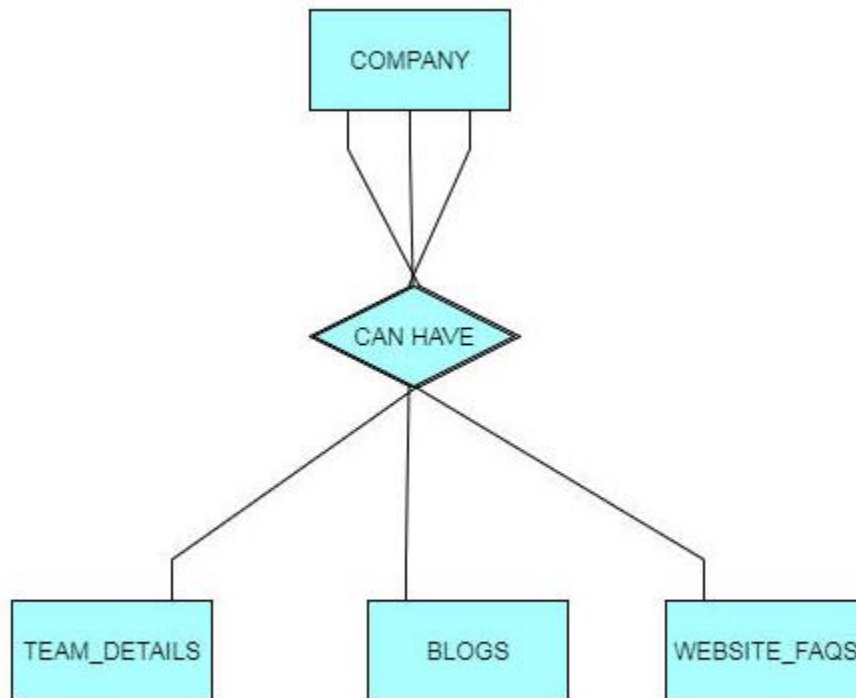 COMPANY
CAN HAVE
TEAM_DETAILS
BLOGS
WEBSITE_FAQS